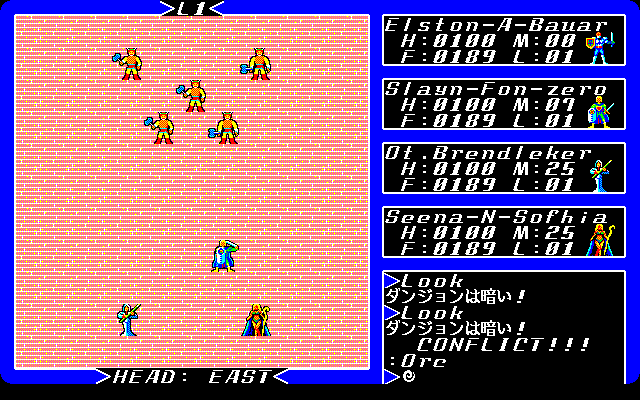 >L1<
Elston-A-Bauar
H:0100 M:00
F:0189 L:01
Slayn-Fon-zero
H:0100 M:09
F:0189 L:01
Ot.Brendleker
H:0100 M:25
F:0189 L:01
Seena-N-Sofhia
H:0100 M:25
F:0189 L:01
>Look
ダンジョンは暗い!
>Look
ダンジョンは暗い!
CONFLICT!!!
:Orc
>
>HEAD: EAST<